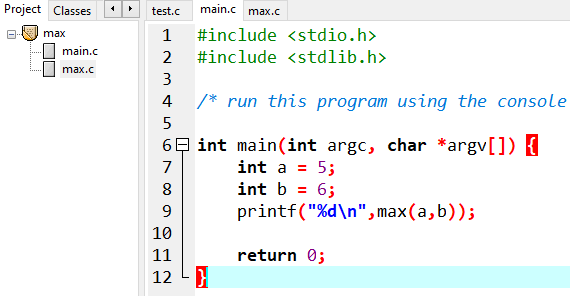 Project Classes
test.c main.c max.c
max
main.c
max.c
1 #include <stdio.h>
2 #include <stdlib.h>
3
4 /* run this program using the console
5
6 int main(int argc, char *argv[]) {
7 int a = 5;
8 int b = 6;
9 printf("%d\n",max(a,b));
10
11 return 0;
12 }